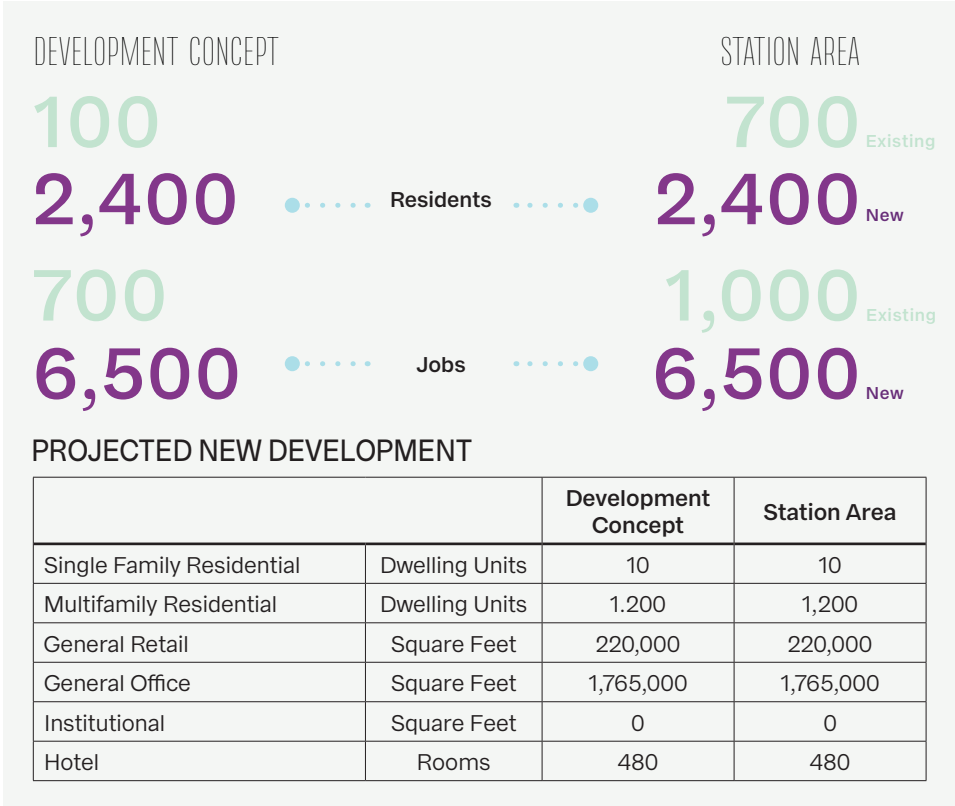 DEVELOPMENT CONCEPT STATION AREA
100 700 Existing
2,400 Residents 2,400 New
700 1,000 Existing
6,500 Jobs 6,500 New
PROJECTED NEW DEVELOPMENT
Development Concept Station Area
Single Family Residential Dwelling Units 10 10
Multifamily Residential Dwelling Units 1.200 1,200
General Retail Square Feet 220,000 220,000
General Office Square Feet 1,765,000 1,765,000
Institutional Square Feet 0 0
Hotel Rooms 480 480